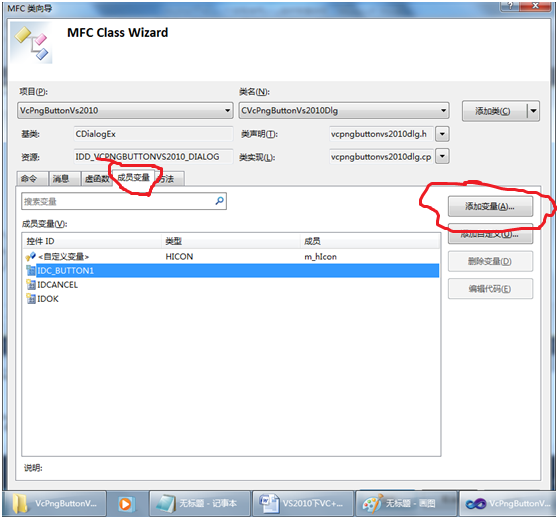 MFC 类向导
MFC Class Wizard
项目(P):
类名(N):
VcPngButtonVs2010
CVcPngButtonVs2010Dlg
添加类(C)
基类:
CDialogEx
类声明(T):
vcpngbuttonvs2010dlg.h
资源:
IDD_VCPNGBUTTONVS2010_DIALOG
类实现(L):
vcpngbuttonvs2010dlg.cp
命令
消息
虚函数
成员变量
方法
搜索变量
添加变量(A)...
成员变量(V):
添加自定义(U)...
控件 ID
类型
成员
<自定义变量>
HICON
m_hIcon
删除变量(D)
IDC_BUTTON1
IDCANCEL
编辑代码(E)
IDOK
说明:
VcPngButtonV...
无标题 - 记事本
VS2010下VC+...
无标题 - 画图
VcPngButtonV...